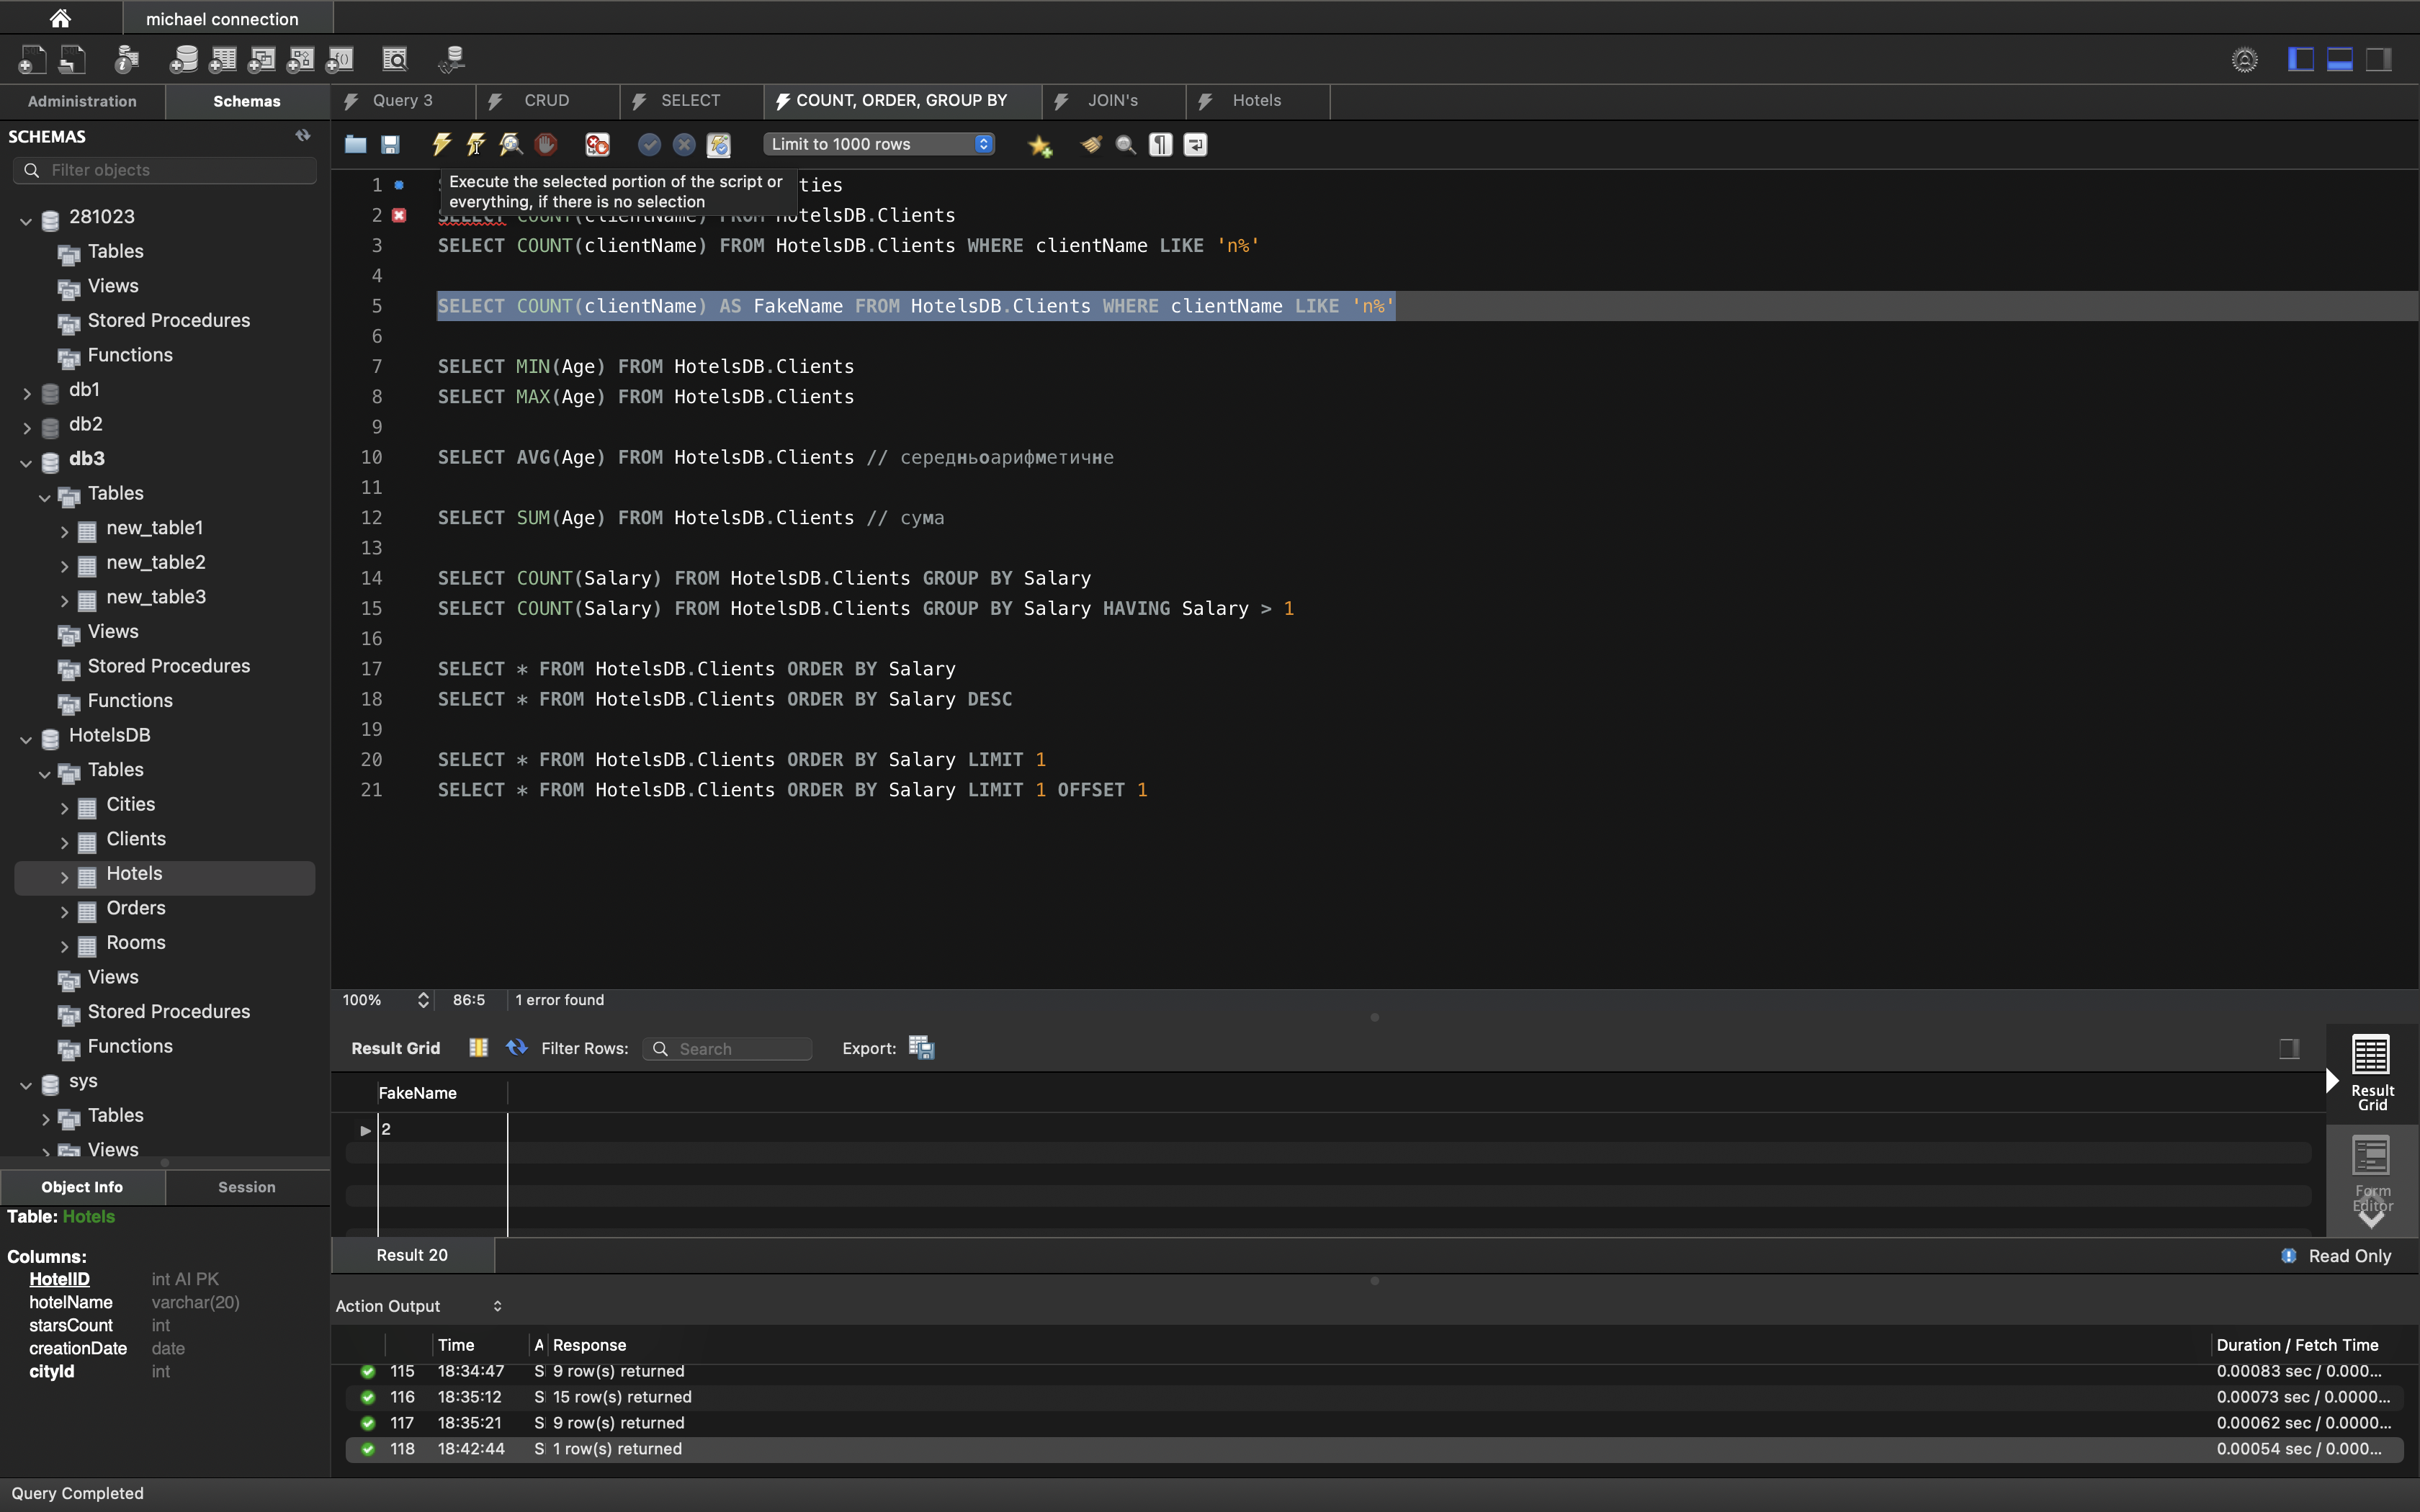 michael connection
Administration
Schemas
Query 3
CRUD
SELECT
COUNT, ORDER, GROUP BY
JOIN's
Hotels
SCHEMAS
Filter objects
Limit to 1000 rows
Execute the selected portion of the script or
everything, if there is no selection
281023
Tables
Views
Stored Procedures
Functions
db1
db2
db3
Tables
new_table1
new_table2
new_table3
Views
Stored Procedures
Functions
HotelsDB
Tables
Cities
Clients
Hotels
Orders
Rooms
Views
Stored Procedures
Functions
sys
Tables
Views
1 ties
2 SELECT COUNT(clientName) FROM HotelsDB.Clients
3 SELECT COUNT(clientName) FROM HotelsDB.Clients WHERE clientName LIKE 'n%'
4
5 SELECT COUNT(clientName) AS FakeName FROM HotelsDB.Clients WHERE clientName LIKE 'n%'
6
7 SELECT MIN(Age) FROM HotelsDB.Clients
8 SELECT MAX(Age) FROM HotelsDB.Clients
9
10 SELECT AVG(Age) FROM HotelsDB.Clients // середньоарифметичне
11
12 SELECT SUM(Age) FROM HotelsDB.Clients // сума
13
14 SELECT COUNT(Salary) FROM HotelsDB.Clients GROUP BY Salary
15 SELECT COUNT(Salary) FROM HotelsDB.Clients GROUP BY Salary HAVING Salary > 1
16
17 SELECT * FROM HotelsDB.Clients ORDER BY Salary
18 SELECT * FROM HotelsDB.Clients ORDER BY Salary DESC
19
20 SELECT * FROM HotelsDB.Clients ORDER BY Salary LIMIT 1
21 SELECT * FROM HotelsDB.Clients ORDER BY Salary LIMIT 1 OFFSET 1
100% 86:5 1 error found
Result Grid Filter Rows: Search Export:
FakeName
2
Result
Grid
Form
Editor
Result 20
Read Only
Object Info
Session
Table: Hotels
Columns:
HotelID int AI PK
hotelName varchar(20)
starsCount int
creationDate date
cityId int
Action Output
Time A Response Duration / Fetch Time
115 18:34:47 S 9 row(s) returned 0.00083 sec / 0.000...
116 18:35:12 S 15 row(s) returned 0.00073 sec / 0.0000...
117 18:35:21 S 9 row(s) returned 0.00062 sec / 0.0000...
118 18:42:44 S 1 row(s) returned 0.00054 sec / 0.000...
Query Completed